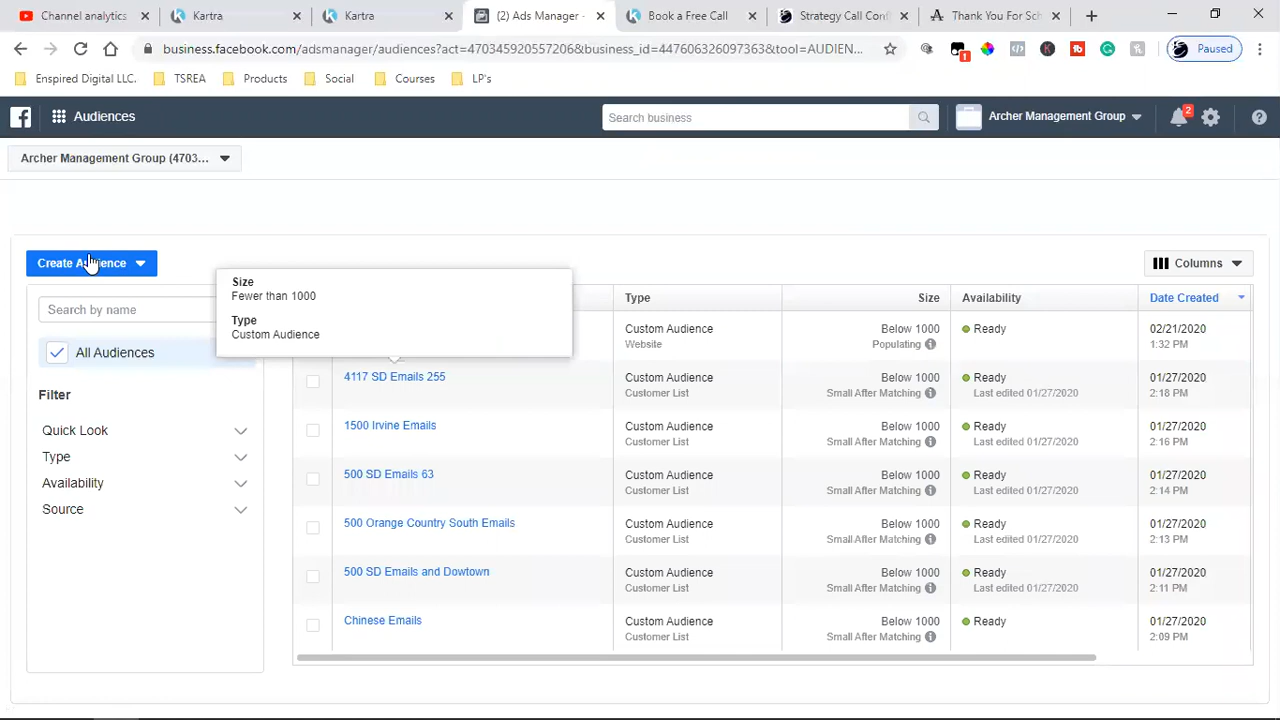 Channel analytics
Kartra
Kartra
(2) Ads Manager -
Book a Free Call
Strategy Call Conf
Thank You For Sch
business.facebook.com/adsmanager/audiences?act=470345920557206&business_id=447606326097363&tool=AUDIEN...
Paused
Enspired Digital LLC.
TSREA
Products
Social
Courses
LP's
Audiences
Search business
Archer Management Group
2
Archer Management Group (4703...
Create Audience
Columns
Size
Fewer than 1000
Type
Custom Audience
Search by name
All Audiences
Filter
Quick Look
Type
Availability
Source
Type
Size
Availability
Date Created
Custom Audience
Website
Below 1000
Populating
Ready
02/21/2020
1:32 PM
4117 SD Emails 255
Custom Audience
Customer List
Below 1000
Small After Matching
Ready
Last edited 01/27/2020
01/27/2020
2:18 PM
1500 Irvine Emails
Custom Audience
Customer List
Below 1000
Small After Matching
Ready
Last edited 01/27/2020
01/27/2020
2:16 PM
500 SD Emails 63
Custom Audience
Customer List
Below 1000
Small After Matching
Ready
Last edited 01/27/2020
01/27/2020
2:14 PM
500 Orange Country South Emails
Custom Audience
Customer List
Below 1000
Small After Matching
Ready
Last edited 01/27/2020
01/27/2020
2:13 PM
500 SD Emails and Dowtown
Custom Audience
Customer List
Below 1000
Small After Matching
Ready
Last edited 01/27/2020
01/27/2020
2:11 PM
Chinese Emails
Custom Audience
Customer List
Below 1000
Small After Matching
Ready
01/27/2020
2:09 PM